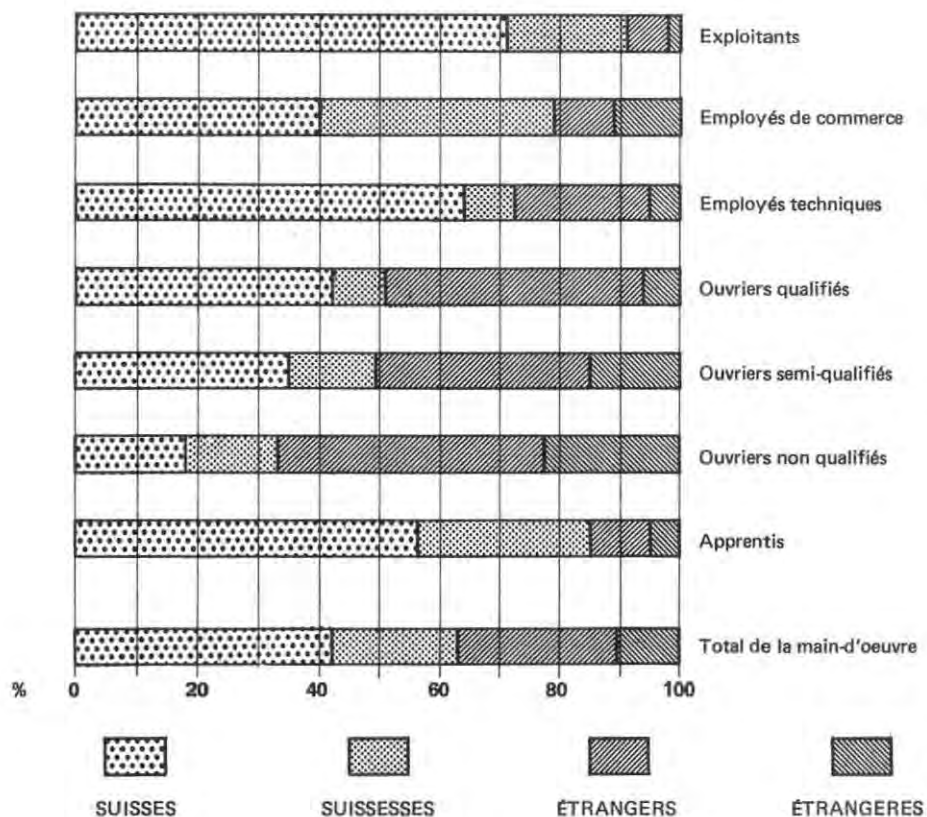 Exploitants
Employés de commerce
Employés techniques
Ouvriers qualifiés
Ouvriers semi-qualifiés
Ouvriers non qualifiés
Apprentis
Total de la main-d'oeuvre
% 0 20 40 60 80 100
SUISSES SUISSESSES ÉTRANGERS ÉTRANGERES